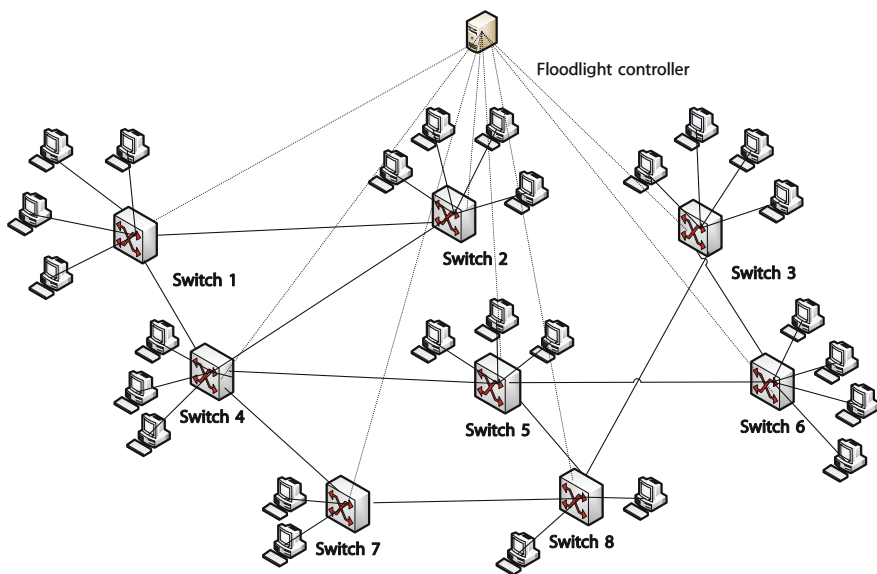 Floodlight controller
Switch 1
Switch 2
Switch 3
Switch 4
Switch 5
Switch 6
Switch 7
Switch 8